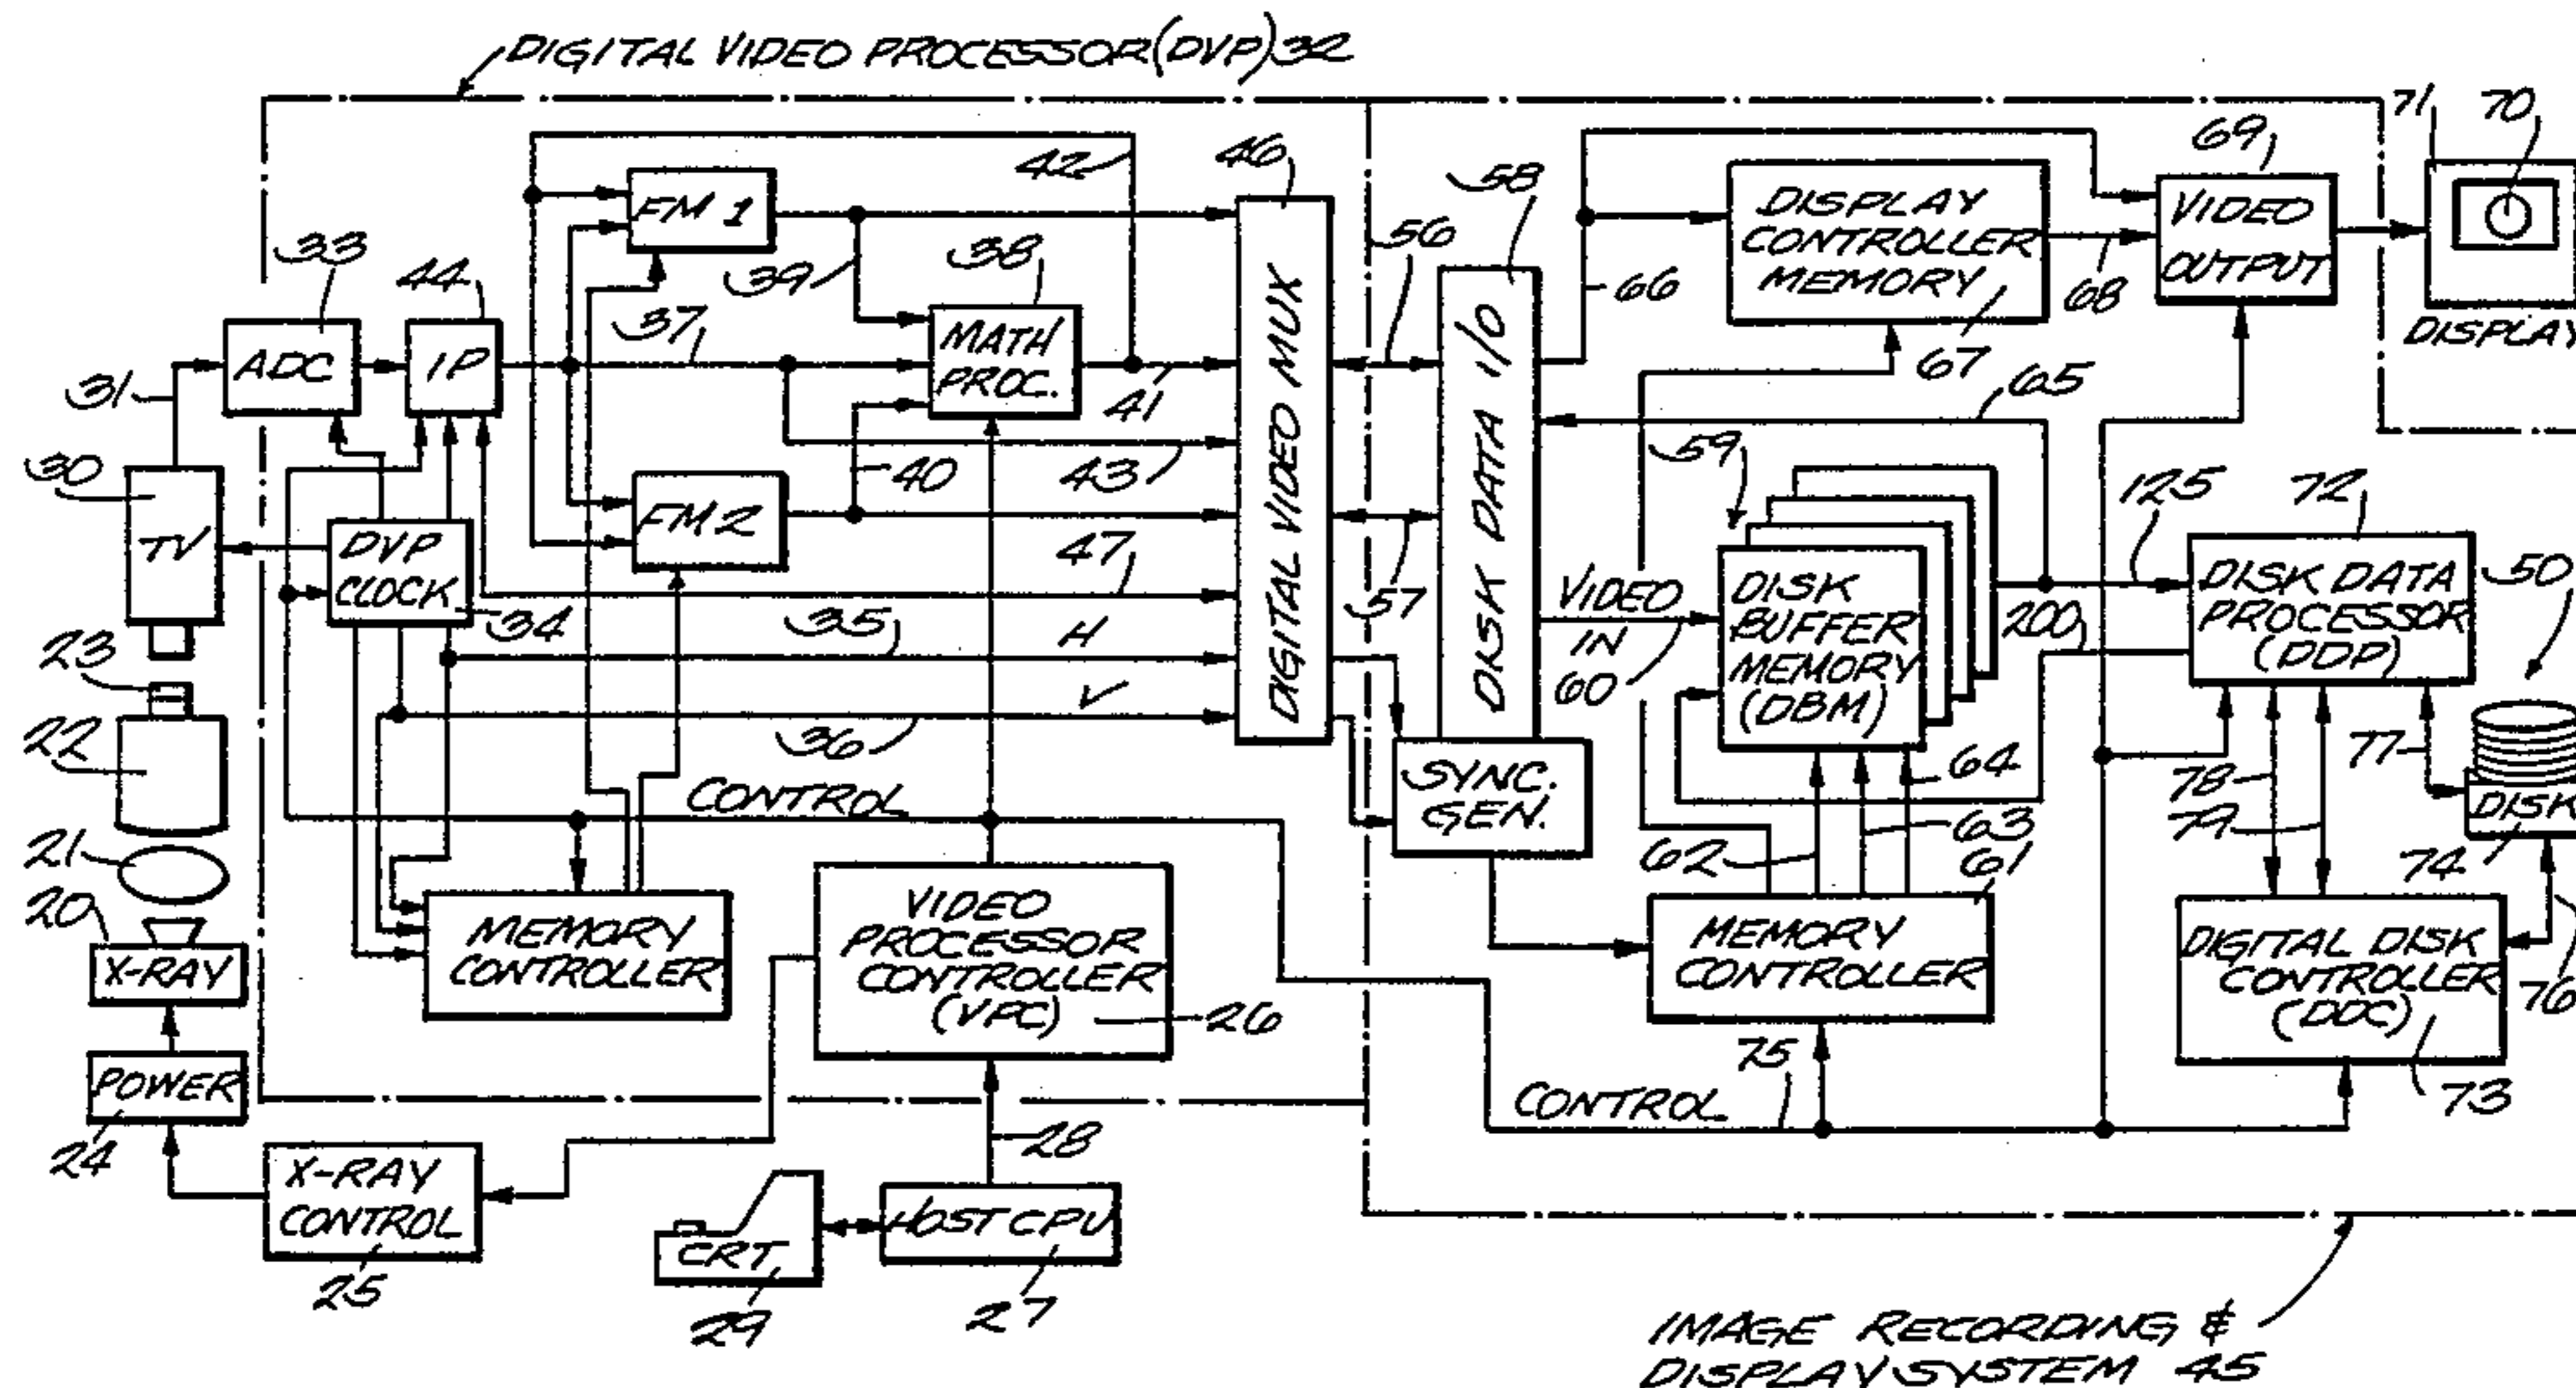 DIGITAL VIDEO PROCESSOR(DVP)32
71
70
69
46
42
58
FM 1
DISPLAY
CONTROLLER
MEMORY
VIDEO
OUTPUT
56
33
44
39
38
66
68
37
MATH
PROC.
67
DISPLAY
ADC
IP
31
41
65
DIGITAL VIDEO MUX
DISK DATA I/O
59
30
40
43
125
72
TV
FM2
DVP
CLOCK
34
47
57
VIDEO
IN
60
DISK
BUFFER
MEMORY
(DBM)
200
DISK DATA
PROCESSOR
(DDP)
50
35
H
23
V
36
22
SYNC.
GEN.
64
78
77
79
DISK
CONTROL
62
63
61
74
21
20
VIDEO
PROCESSOR
CONTROLLER
(VPC)
26
MEMORY
CONTROLLER
MEMORY
CONTROLLER
DIGITAL DISK
CONTROLLER
(DDC)
76
73
X-RAY
POWER
24
75
CONTROL
28
X-RAY
CONTROL
25
CRT
29
HOST CPU
27
IMAGE RECORDING &
DISPLAY SYSTEM 45